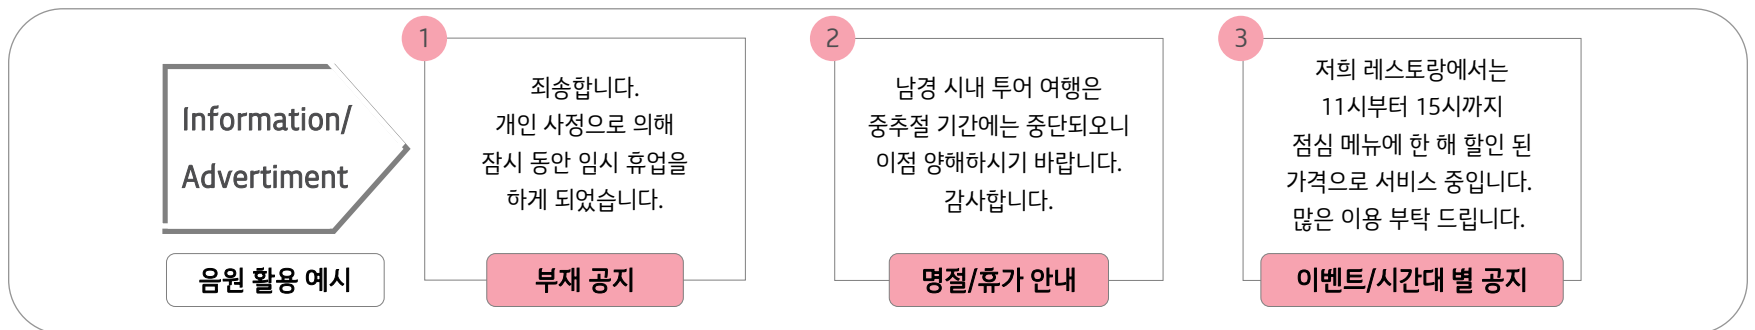 Information/
Advertiment
음원 활용 예시
1
죄송합니다.
개인 사정으로 의해
잠시 동안 임시 휴업을
하게 되었습니다.
부재 공지
2
남경 시내 투어 여행은
중추절 기간에는 중단되오니
이점 양해하시기 바랍니다.
감사합니다.
명절/휴가 안내
3
저희 레스토랑에서는
11시부터 15시까지
점심 메뉴에 한 해 할인 된
가격으로 서비스 중입니다.
많은 이용 부탁 드립니다.
이벤트/시간대 별 공지